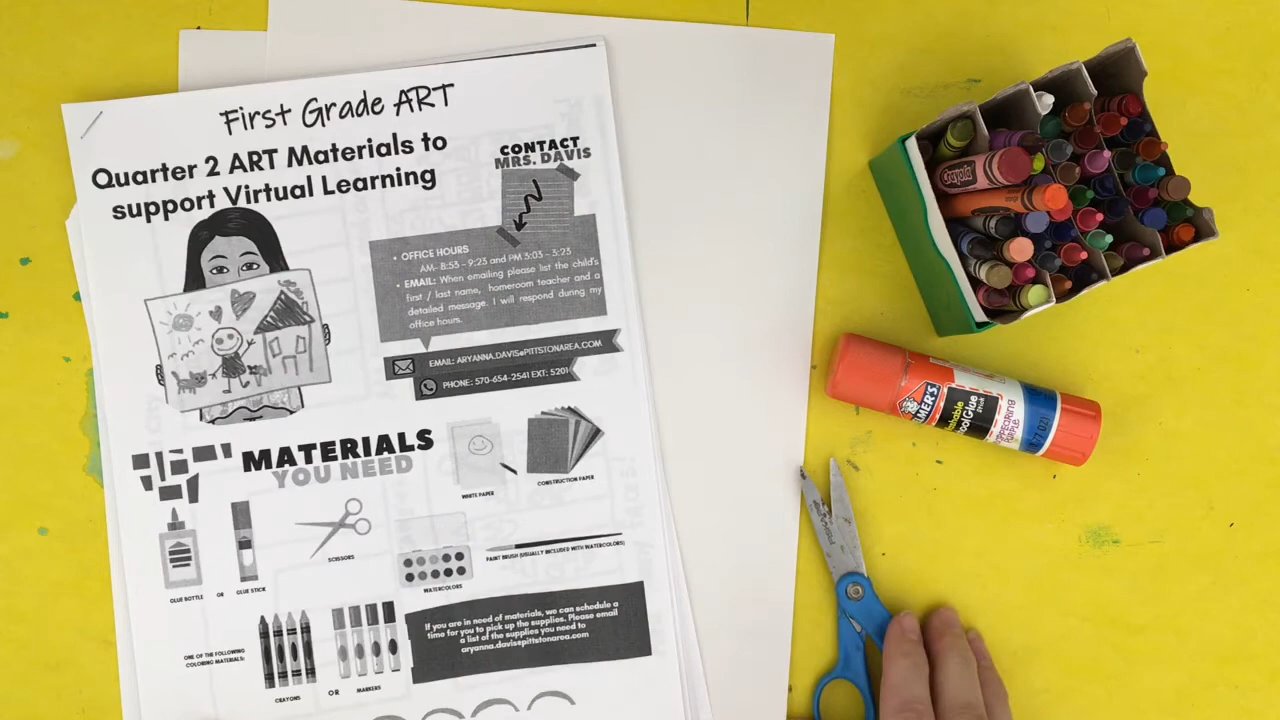 First Grade ART
Quarter 2 ART Materials to
support Virtual Learning
CONTACT
MRS. DAVIS
• OFFICE HOURS
AM- 8:53 - 9:23 and PM 3:03 - 3:23
• EMAIL: When emailing please list the child's
first / last name, homeroom teacher and a
detailed message. I will respond during my
office hours.
EMAIL: ARYANNA.DAVIS@PITTSTONAREA.COM
PHONE: 570-654-2541 EXT: 5201
MATERIALS
YOU NEED
WHITE PAPER
CONSTRUCTION PAPER
GLUE BOTTLE
OR
GLUE STICK
SCISSORS
WATERCOLORS
PAINT BRUSH (USUALLY INCLUDED WITH WATERCOLORS)
ONE OF THE FOLLOWING
COLORING MATERIALS:
CRAYONS
OR
MARKERS
If you are in need of materials, we can schedule a
time for you to pick up the supplies. Please email
a list of the supplies you need to
aryanna.davis@pittstonarea.com
Crayola
ELMER'S
Washable
School Glue
Stick
DISAPPEARING
PURPLE